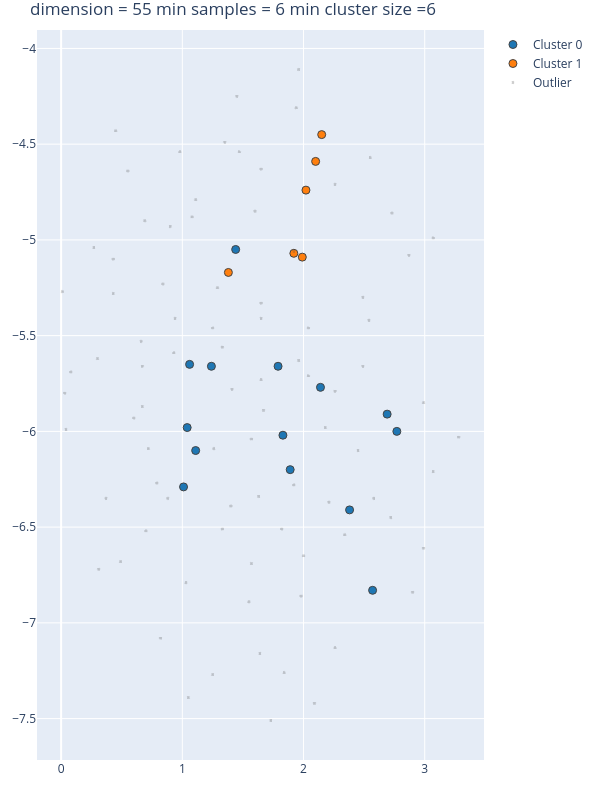 dimension = 55 min samples = 6 min cluster size =6
Cluster 0
Cluster 1
Outlier
−4
−4.5
−5
−5.5
−6
−6.5
−7
−7.5
0 1 2 3